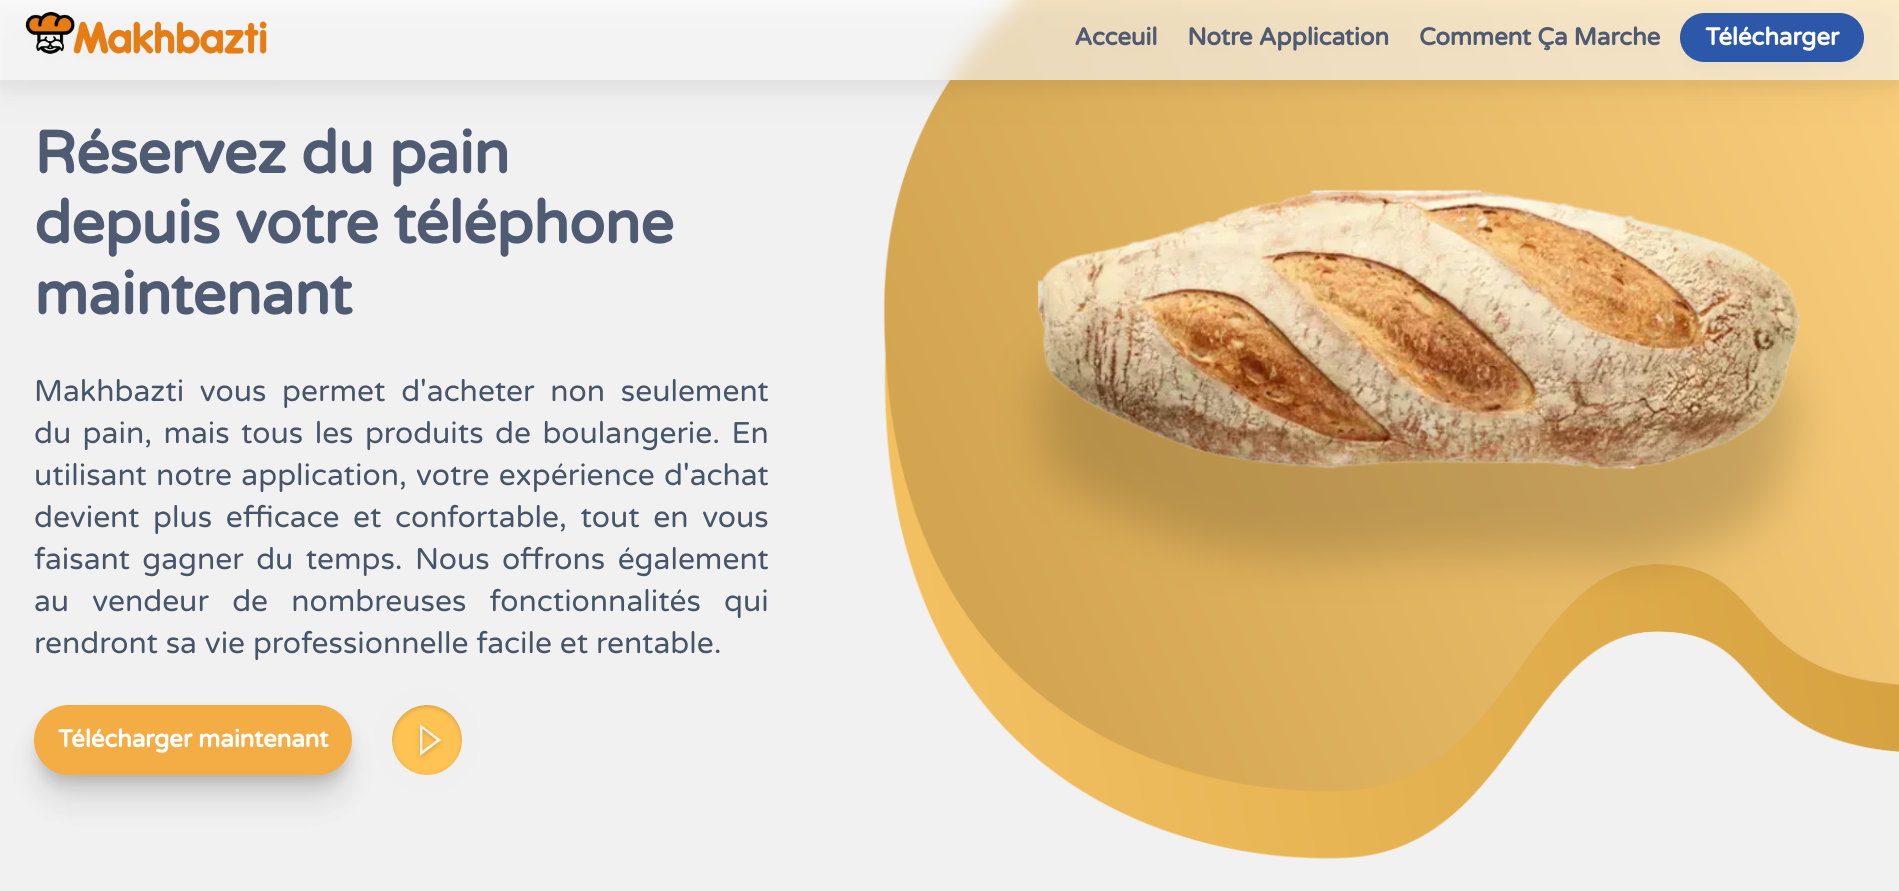 Makhbazti
Acceuil
Notre Application
Comment Ça Marche
Télécharger
Réservez du pain
depuis votre téléphone
maintenant
Makhbazti vous permet d'acheter non seulement
du pain, mais tous les produits de boulangerie. En
utilisant notre application, votre expérience d'achat
devient plus efficace et confortable, tout en vous
faisant gagner du temps. Nous offrons également
au vendeur de nombreuses fonctionnalités qui
rendront sa vie professionnelle facile et rentable.
Télécharger maintenant